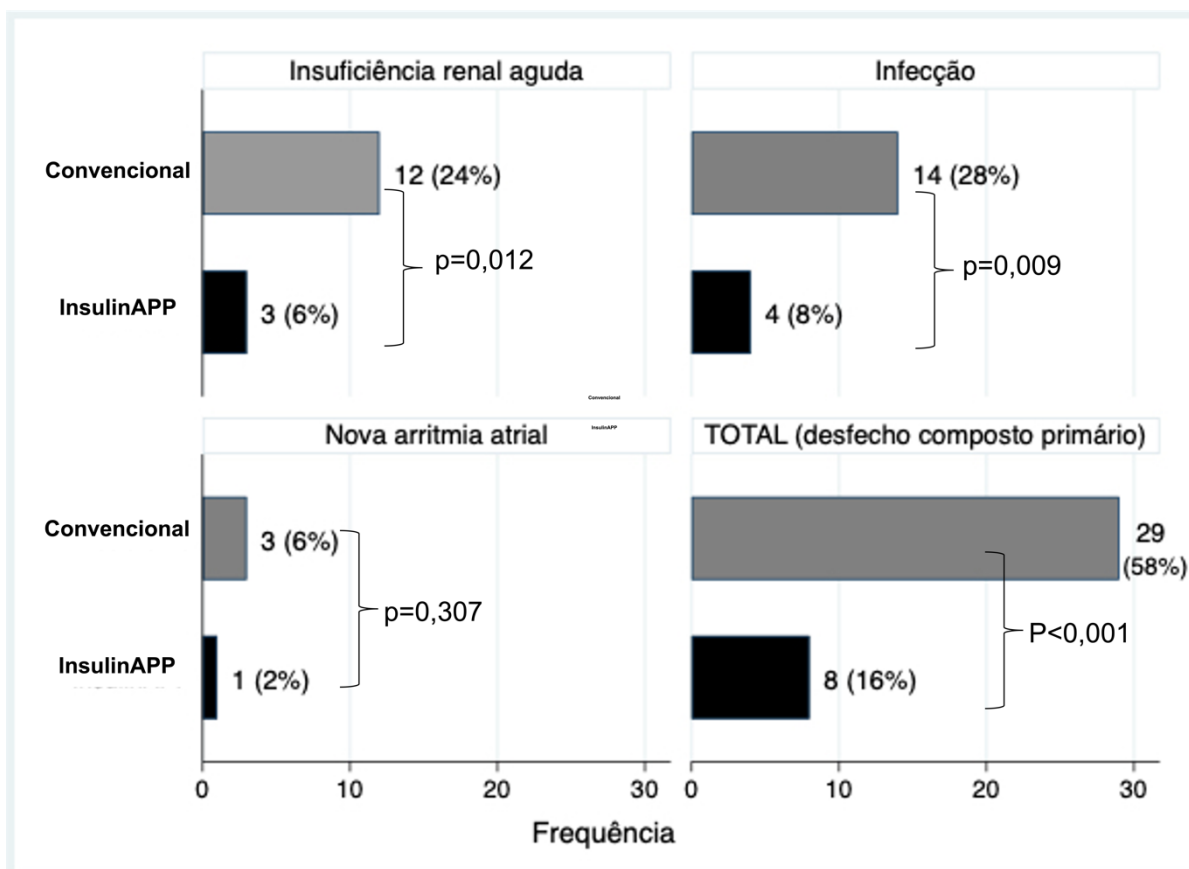 Insuficiência renal aguda
Infecção
Convencional
12 (24%)
14 (28%)
p=0,012
p=0,009
InsulinAPP
3 (6%)
4 (8%)
Convencional
InsulinAPP
Nova arritmia atrial
TOTAL (desfecho composto primário)
Convencional
3 (6%)
29
(58%)
p=0,307
P<0,001
InsulinAPP
1 (2%)
8 (16%)
0 10 20 30 0 10 20 30
Frequência